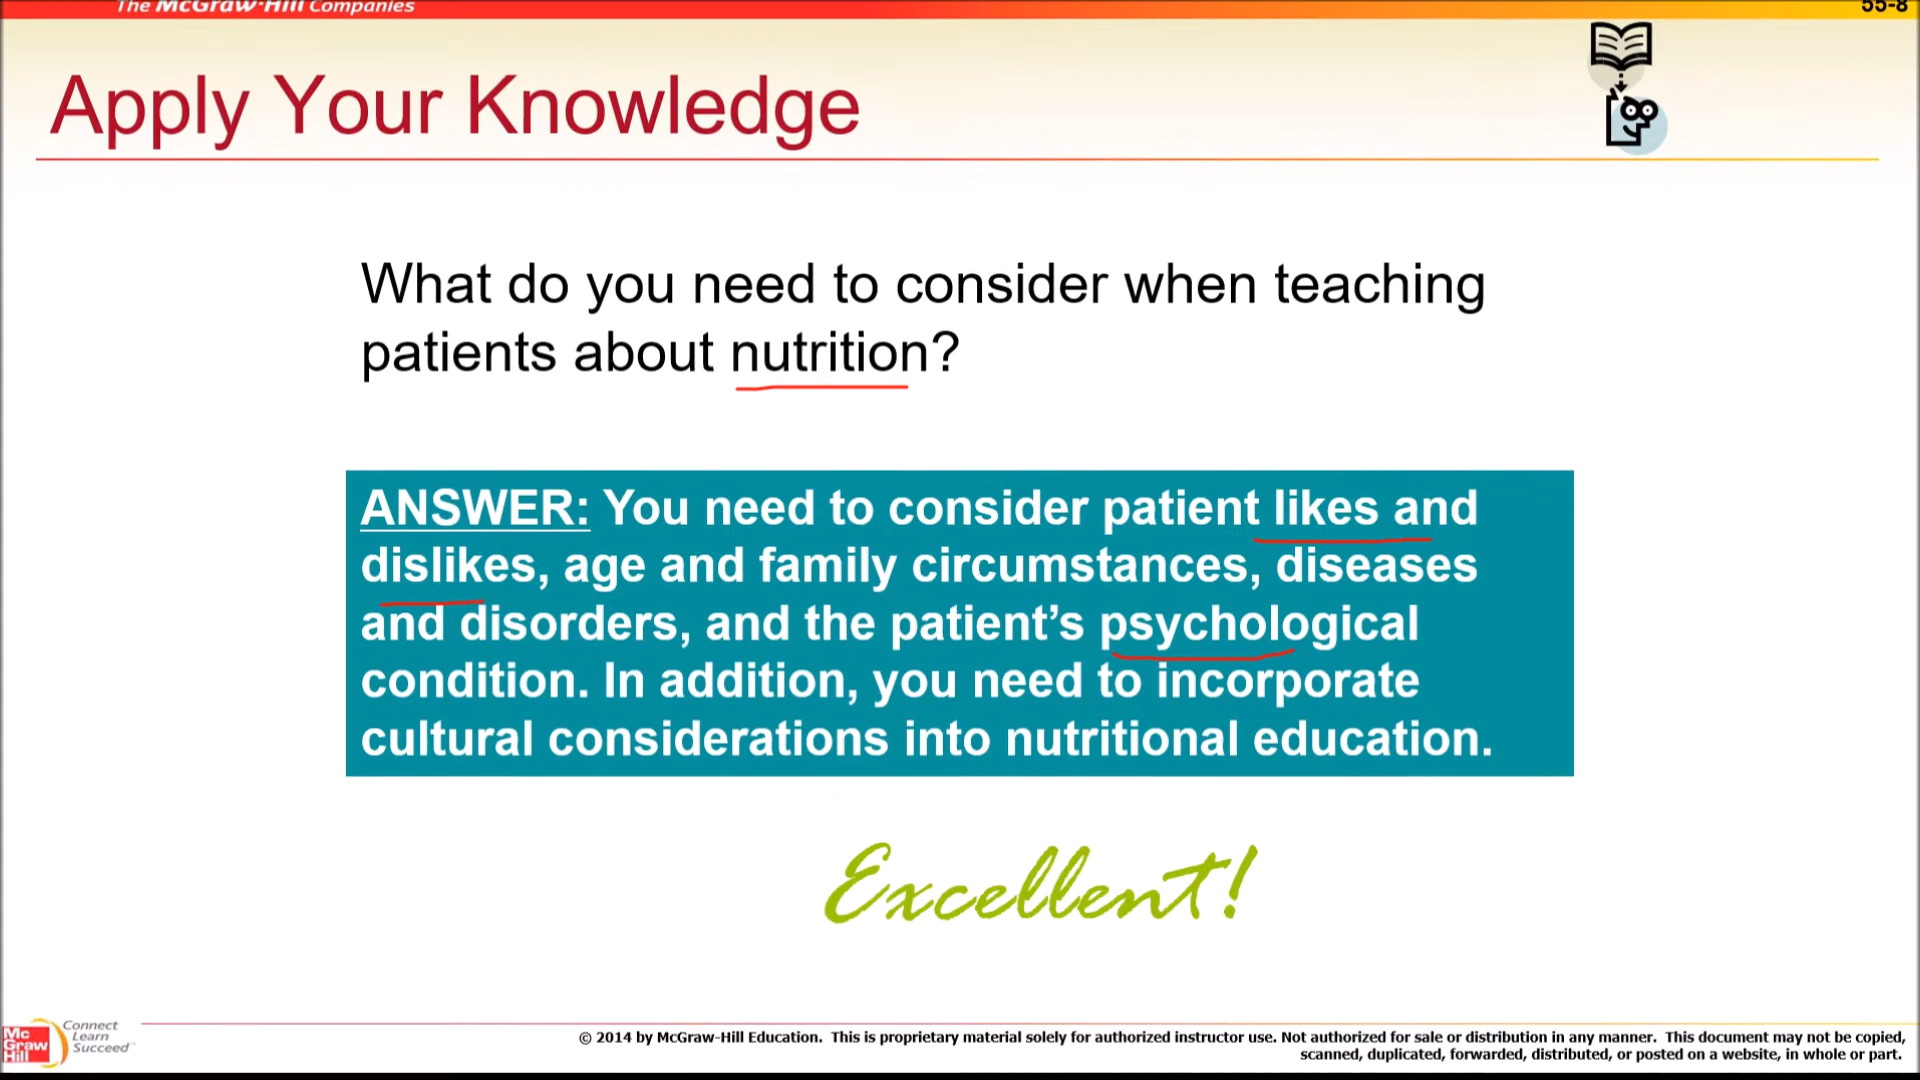 The McGraw-Hill Companies
55-8
Apply Your Knowledge
What do you need to consider when teaching
patients about nutrition?
ANSWER: You need to consider patient likes and
dislikes, age and family circumstances, diseases
and disorders, and the patient’s psychological
condition. In addition, you need to incorporate
cultural considerations into nutritional education.
Excellent!
Mc
Graw
Hill
Connect
Learn
Succeed™
© 2014 by McGraw-Hill Education. This is proprietary material solely for authorized instructor use. Not authorized for sale or distribution in any manner. This document may not be copied,
scanned, duplicated, forwarded, distributed, or posted on a website, in whole or part.